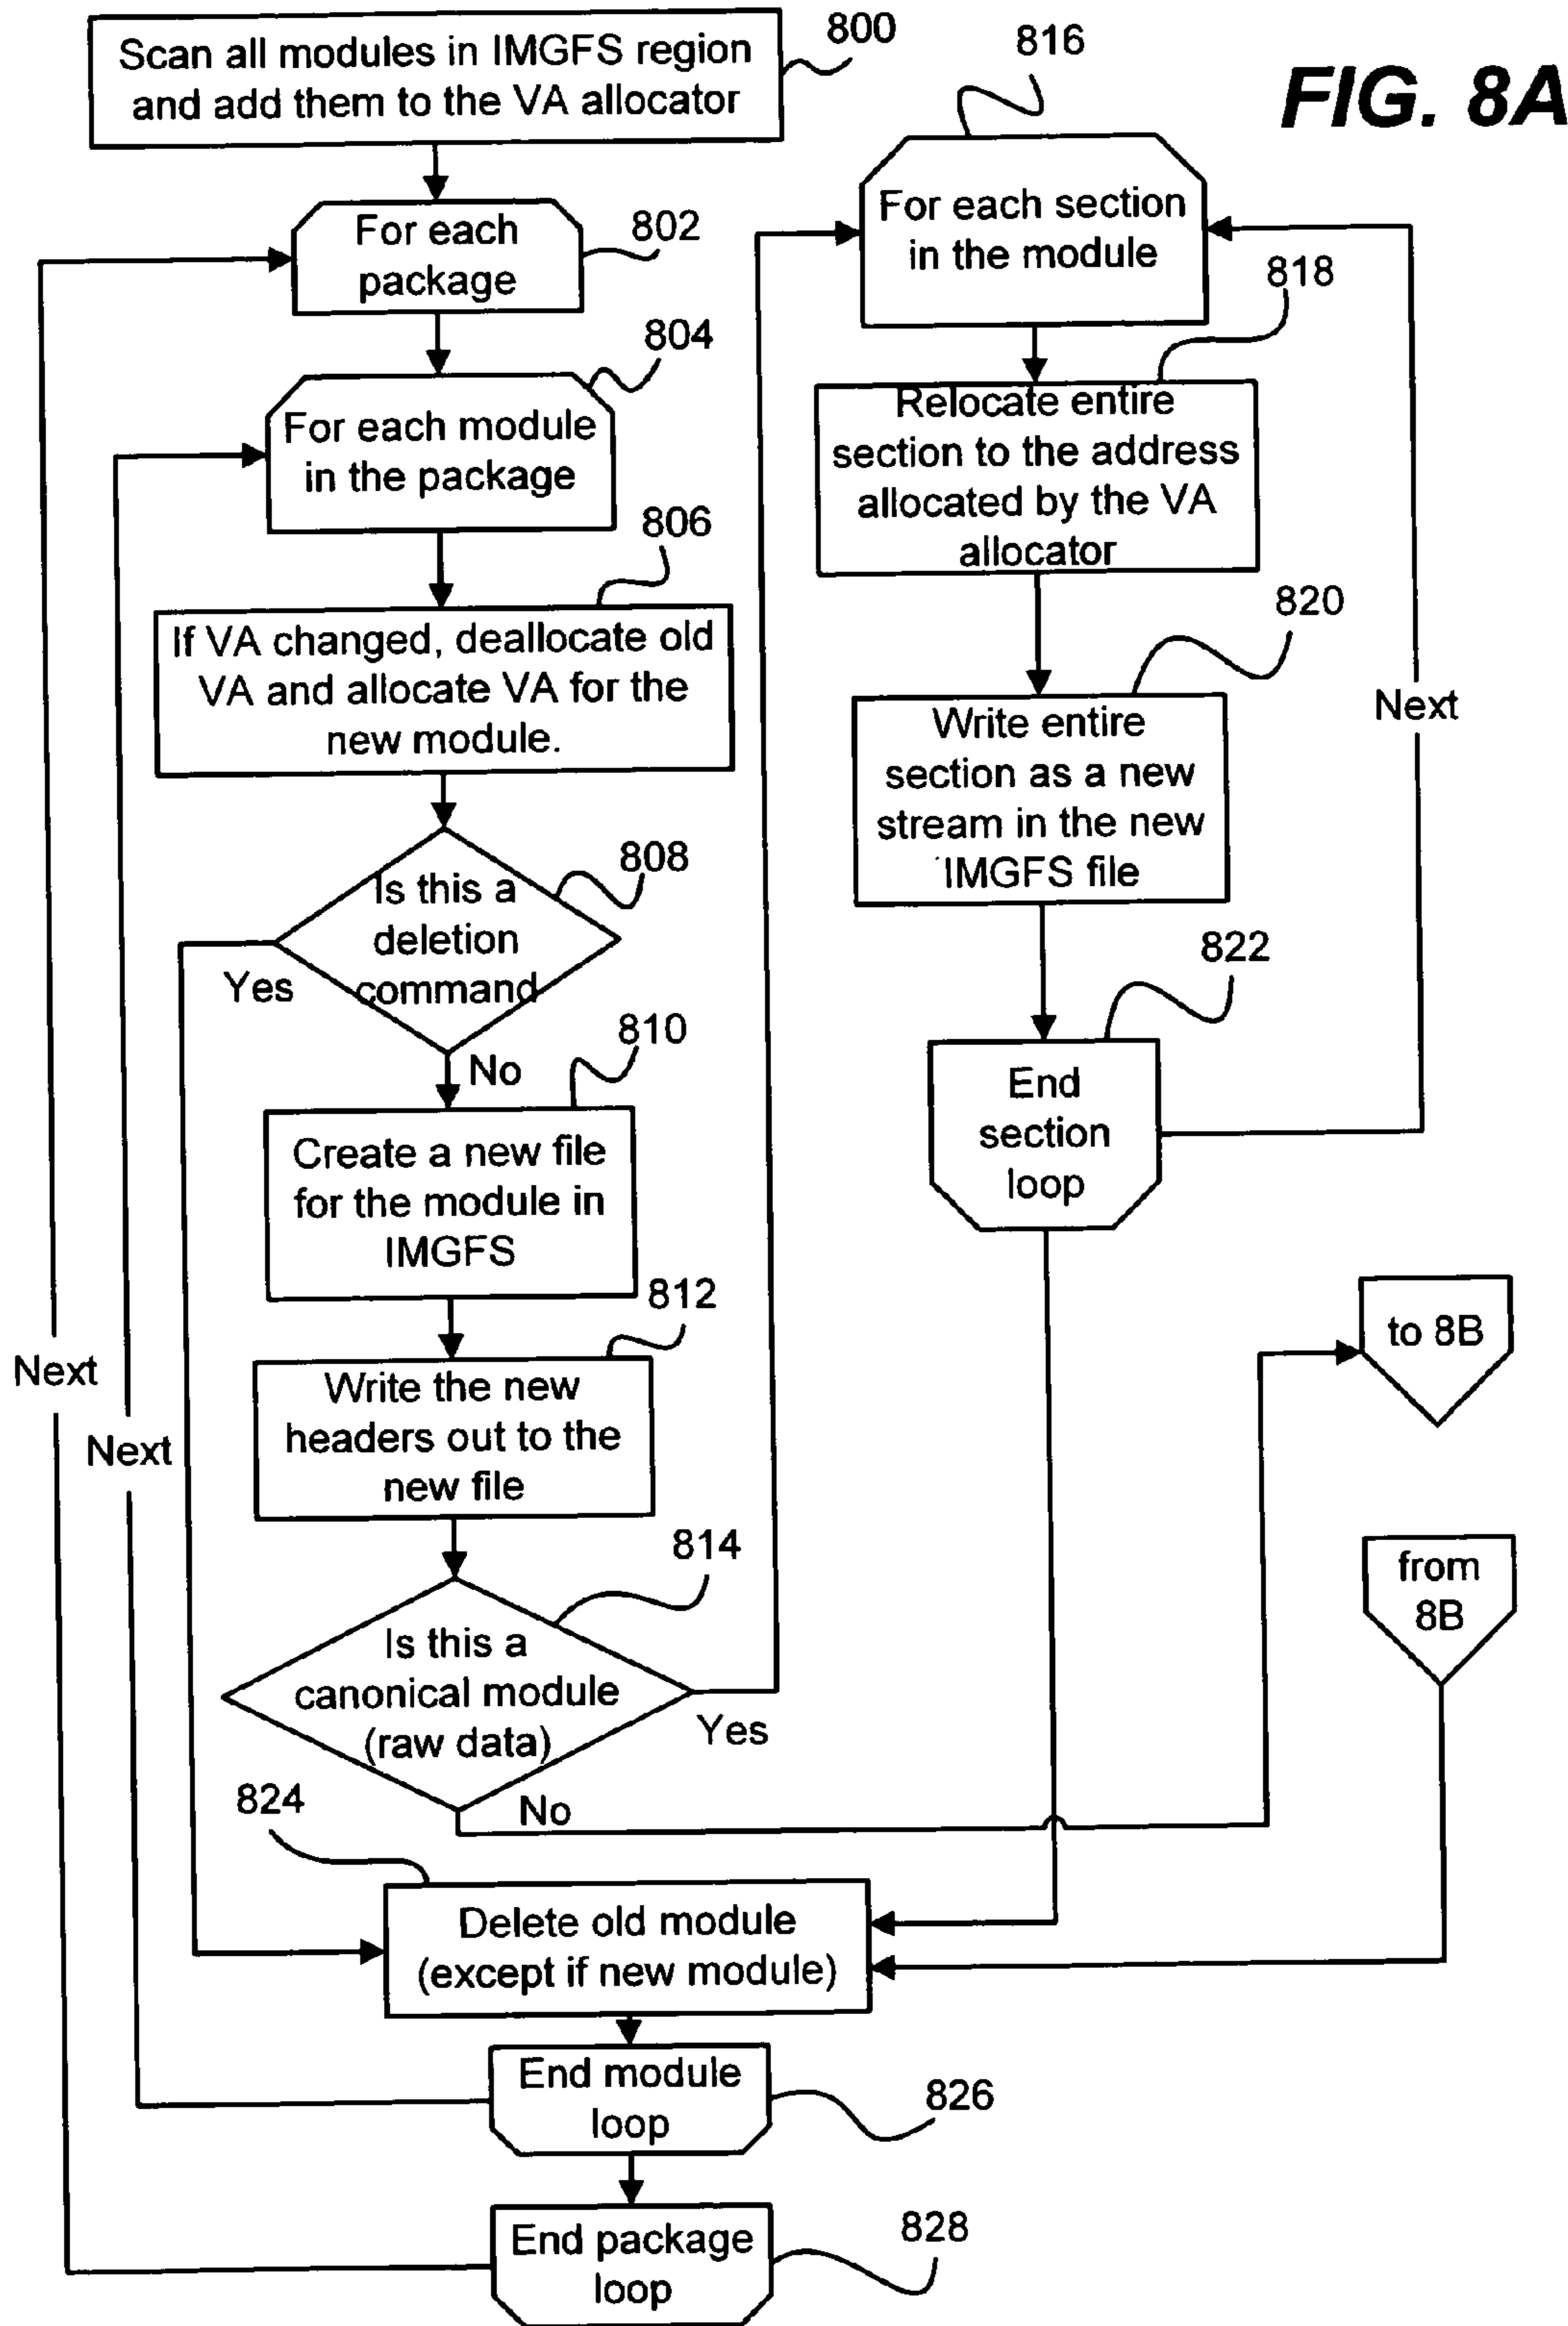 FIG. 8A
800
Scan all modules in IMGFS region
and add them to the VA allocator
802
For each
package
804
For each module
in the package
806
If VA changed, deallocate old
VA and allocate VA for the
new module.
808
Is this a
deletion
command
Yes
No
810
Create a new file
for the module in
IMGFS
812
Write the new
headers out to the
new file
814
Is this a
canonical module
(raw data)
Yes
No
816
For each section
in the module
818
Relocate entire
section to the address
allocated by the VA
allocator
820
Write entire
section as a new
stream in the new
IMGFS file
822
End
section
loop
Next
to 8B
from
8B
824
Delete old module
(except if new module)
826
End module
loop
Next
828
End package
loop
Next